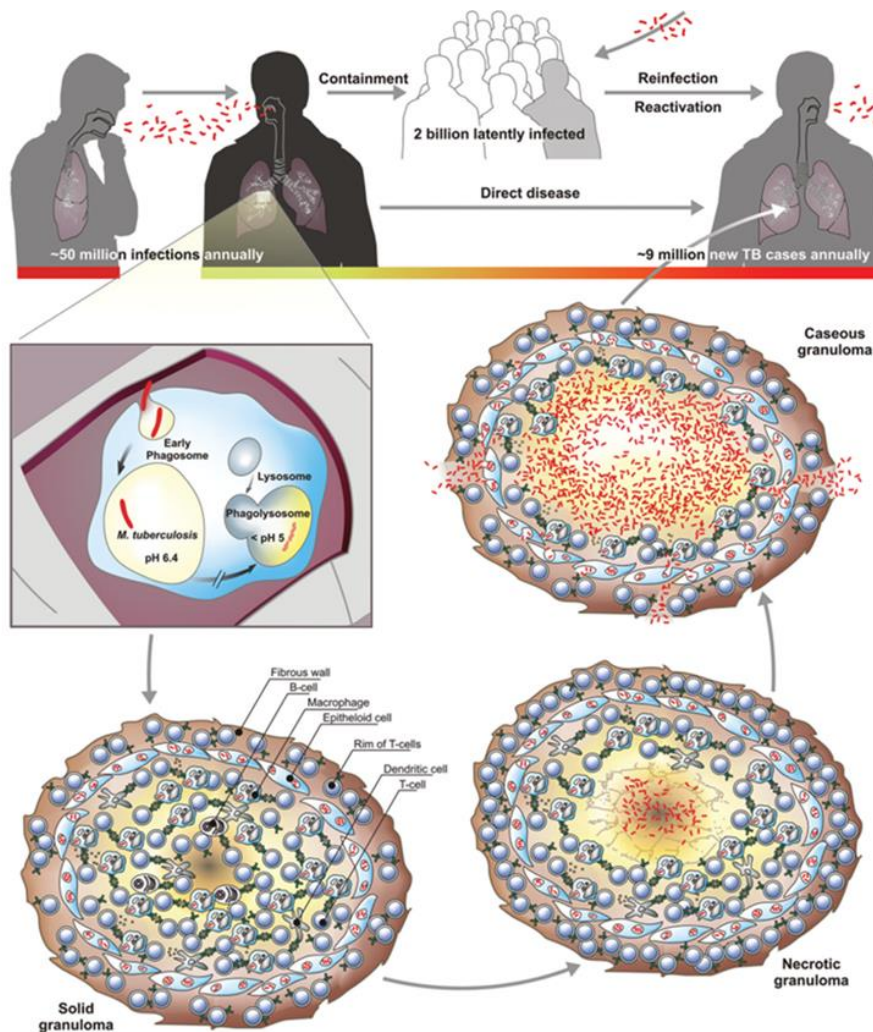 Containment
Reinfection
Reactivation
2 billion latently infected
Direct disease
~50 million infections annually
~9 million new TB cases annually
Early
Phagosome
Lysosome
Phagolysosome
< pH 5
M. tuberculosis
pH 6.4
Caseous
granuloma
Fibrous wall
B-cell
Macrophage
Epitheloid cell
Rim of T-cells
Dendritic cell
T-cell
Solid
granuloma
Necrotic
granuloma